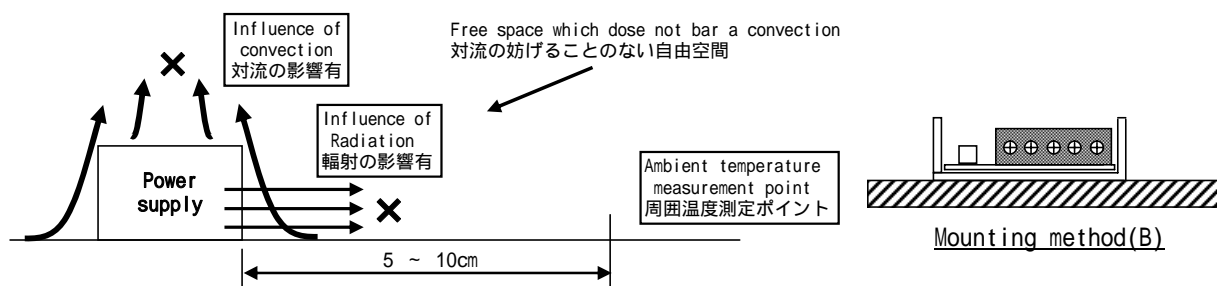 Influence of
convection
対流の影響有
Free space which dose not bar a convection
対流の妨げることのない自由空間
Influence of
Radiation
輻射の影響有
Power
supply
Ambient temperature
measurement point
周囲温度測定ポイント
5 ~ 10cm
Mounting method(B)